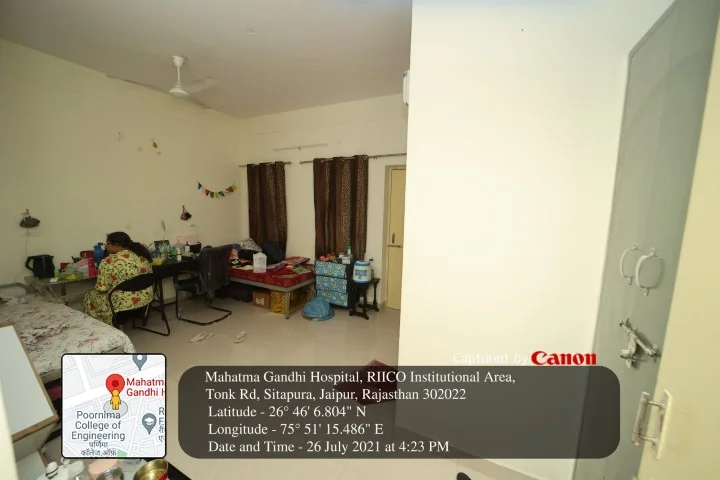 Captured by Canon
Mahatma Gandhi Hospital, RIICO Institutional Area,
Tonk Rd, Sitapura, Jaipur, Rajasthan 302022
Latitude - 26° 46' 6.804" N
Longitude - 75° 51' 15.486" E
Date and Time - 26 July 2021 at 4:23 PM
Mahatm
Gandhi H
Poornima
College of
Engineering
पूर्णिमा
कॉलेज ऑफ़